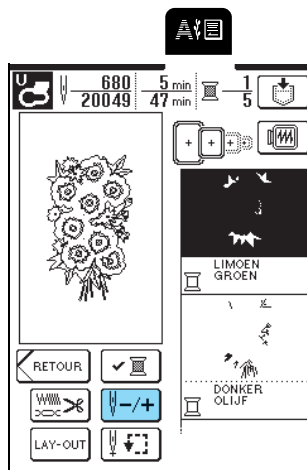 A
U
680 5 min 1
20049 47 min 5
LIMOEN
GROEN
RETOUR
DONKER
OLIJF
-/+
LAY-OUT